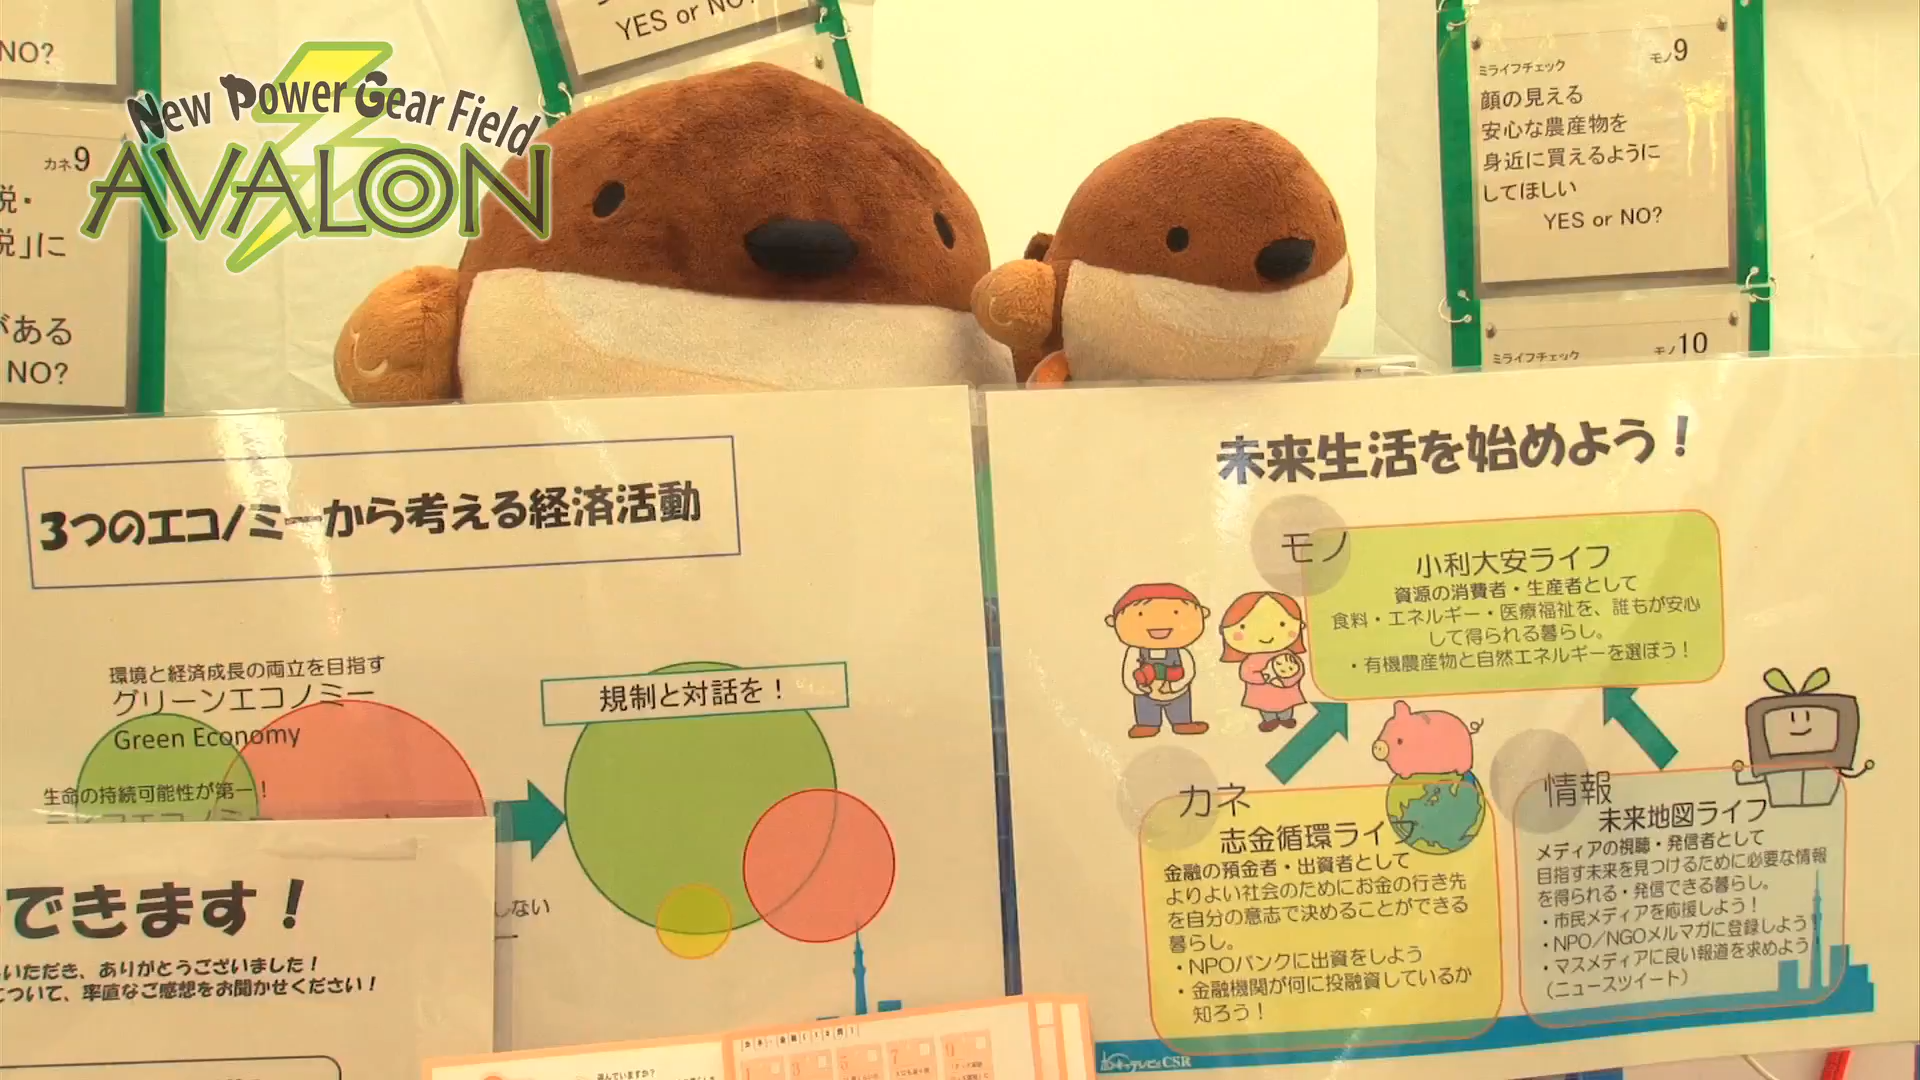 New Power Gear Field
AVALON
NO?
カネ9
税・
税」に
がある
NO?
YES or NO?
ミライフチェック
モノ9
顔の見える
安心な農産物を
身近に買えるように
してほしい
YES or NO?
ミライフチェック
モノ10
3つのエコノミーから考える経済活動
環境と経済成長の両立を目指す
グリーンエコノミー
Green Economy
生命の持続可能性が第一！
ライフエコノミー
規制と対話を！
しない
できます！
いただき、ありがとうございました！
について、率直なご感想をお聞かせください！
未来生活を始めよう！
モノ
小利大安ライフ
資源の消費者・生産者として
食料・エネルギー・医療福祉を、誰もが安心
して得られる暮らし。
・有機農産物と自然エネルギーを選ぼう！
カネ
志金循環ライフ
金融の預金者・出資者として
よりよい社会のためにお金の行き先
を自分の意志で決めることができる
暮らし。
・NPOバンクに出資をしよう
・金融機関が何に投融資しているか
知ろう！
情報
未来地図ライフ
メディアの視聴・発信者として
目指す未来を見つけるために必要な情報
を得られる・発信できる暮らし。
・市民メディアを応援しよう！
・NPO／NGOメルマガに登録しよう！
・マスメディアに良い報道を求めよう
（ニュースツイート）
1
3
5
7
9